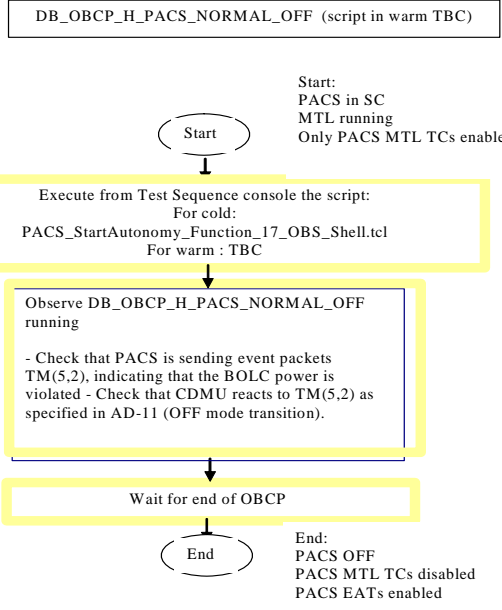 DB_OBCP_H_PACS_NORMAL_OFF (script in warm TBC)
Start:
PACS in SC
MTL running
Only PACS MTL TCs enable
Start
Execute from Test Sequence console the script:
For cold:
PACS_StartAutonomy_Function_17_OBS_Shell.tcl
For warm : TBC
Observe DB_OBCP_H_PACS_NORMAL_OFF
running
- Check that PACS is sending event packets
TM(5,2), indicating that the BOLC power is
violated - Check that CDMU reacts to TM(5,2) as
specified in AD-11 (OFF mode transition).
Wait for end of OBCP
End
End:
PACS OFF
PACS MTL TCs disabled
PACS EATs enabled